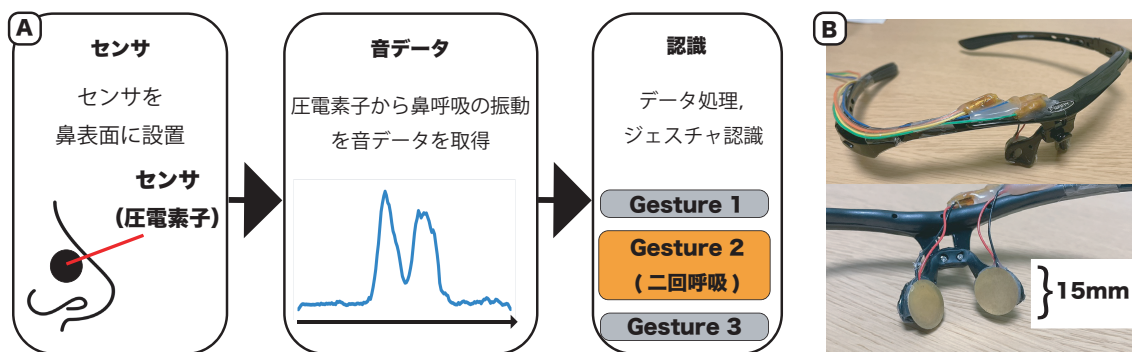 A
センサ
センサを
鼻表面に設置
センサ
（圧電素子）
音データ
圧電素子から鼻呼吸の振動
を音データを取得
認識
データ処理,
ジェスチャ認識
Gesture 1
Gesture 2
( 二回呼吸 )
Gesture 3
B
15mm